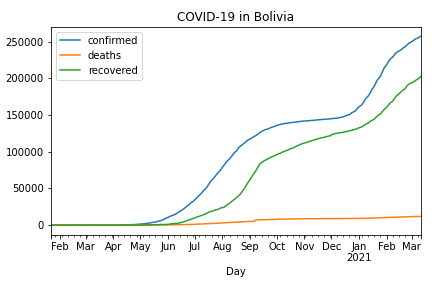 COVID-19 in Bolivia
confirmed
deaths
recovered
250000
200000
150000
100000
50000
0
Feb Mar Apr May Jun Jul Aug Sep Oct Nov Dec Jan Feb Mar
2021
Day